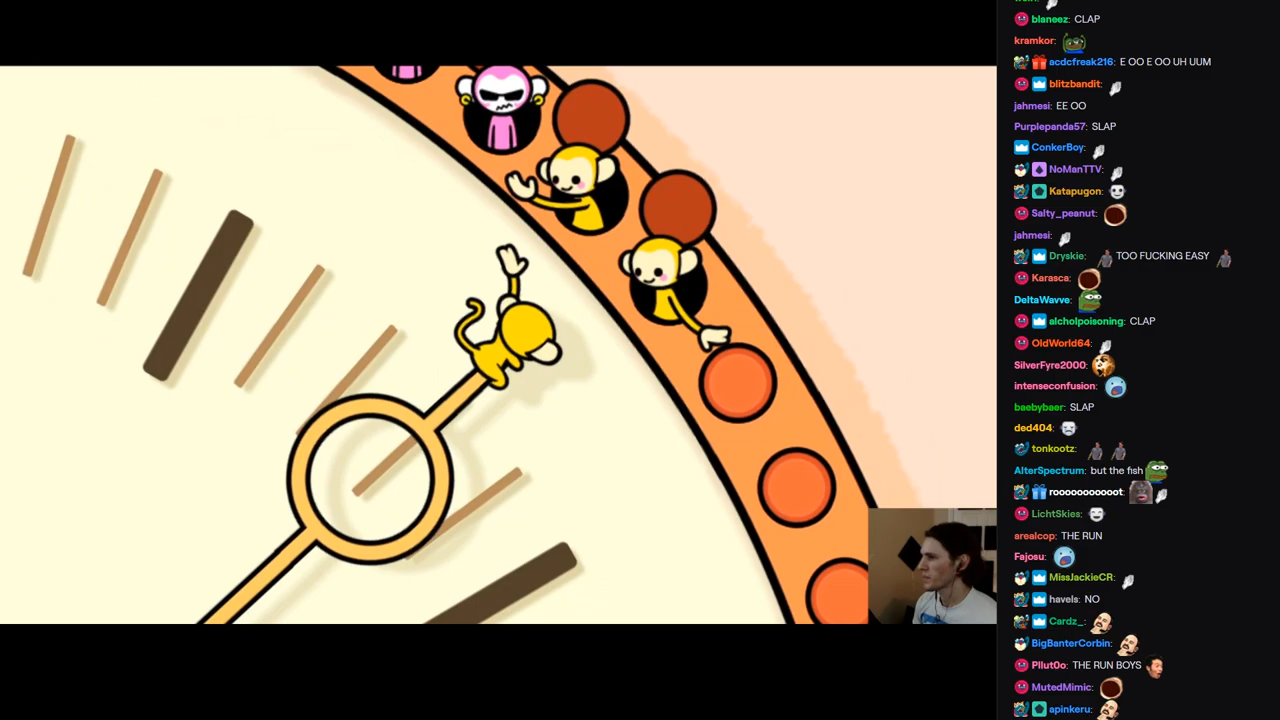 blaneez: CLAP
kramkor:
acdcfreak216: E OO E OO UH UUM
blitzbandit:
jahmesi: EE OO
Purplepanda57: SLAP
ConkerBoy:
NoManTTV:
Katapugon:
Salty_peanut:
jahmesi:
Dryskie: TOO FUCKING EASY
Karasca:
DeltaWavve:
alcholpoisoning: CLAP
OldWorld64:
SilverFyre2000:
intenseconfusion:
baebybaer: SLAP
ded404:
tonkootz:
AlterSpectrum: but the fish
rooooooooooot:
LichtSkies:
arealcop: THE RUN
Fajosu:
MissJackieCR:
havels: NO
Cardz_:
BigBanterCorbin:
Pllut0o: THE RUN BOYS
MutedMimic:
apinkeru: